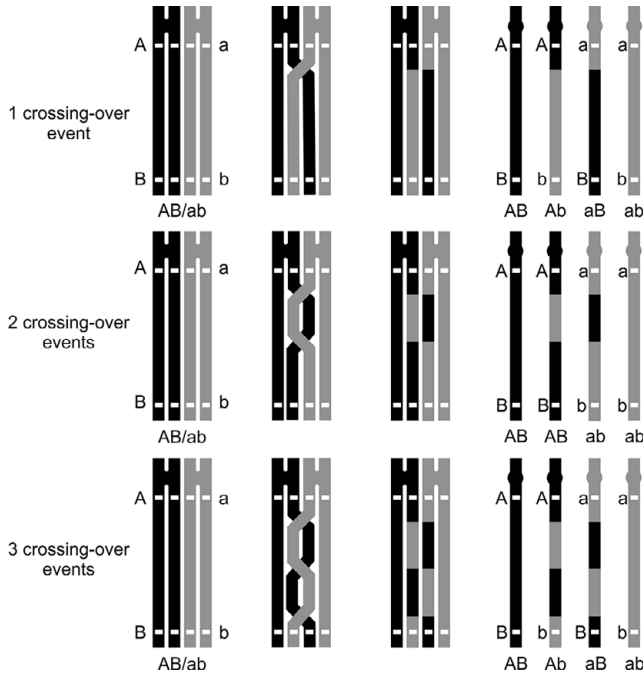 A a A A a a
1 crossing-over
event
B b B b B b
AB/ab AB Ab aB ab
A a A A a a
2 crossing-over
events
B b B B b b
AB/ab AB AB ab ab
A a A A a a
3 crossing-over
events
B b B b B b
AB/ab AB Ab aB ab